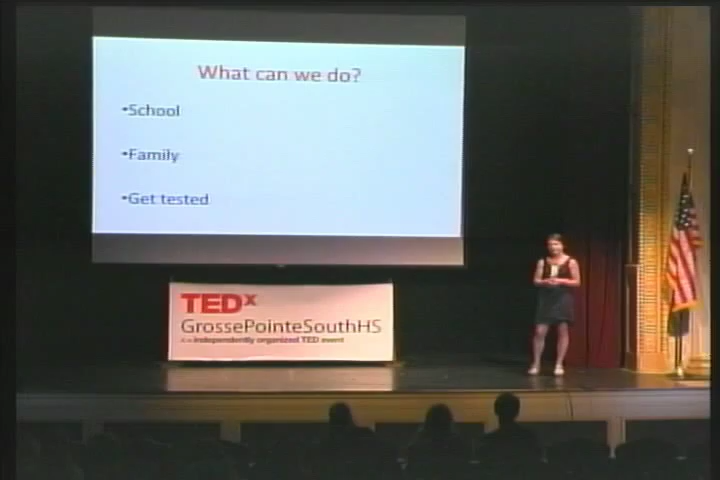 What can we do?
•School
•Family
•Get tested
TEDx
GrossePointeSouthHS
independently organized TED event